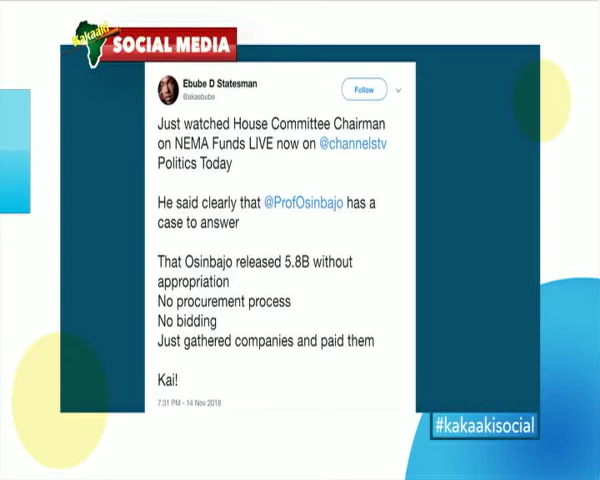 Kakaaki
SOCIAL MEDIA
Ebube D Statesman
@akaebube
Follow
Just watched House Committee Chairman
on NEMA Funds LIVE now on @channelstv
Politics Today
He said clearly that @ProfOsinbajo has a
case to answer
That Osinbajo released 5.8B without
appropriation
No procurement process
No bidding
Just gathered companies and paid them
Kai!
7:31 PM - 14 Nov 2018
#kakaakisocial